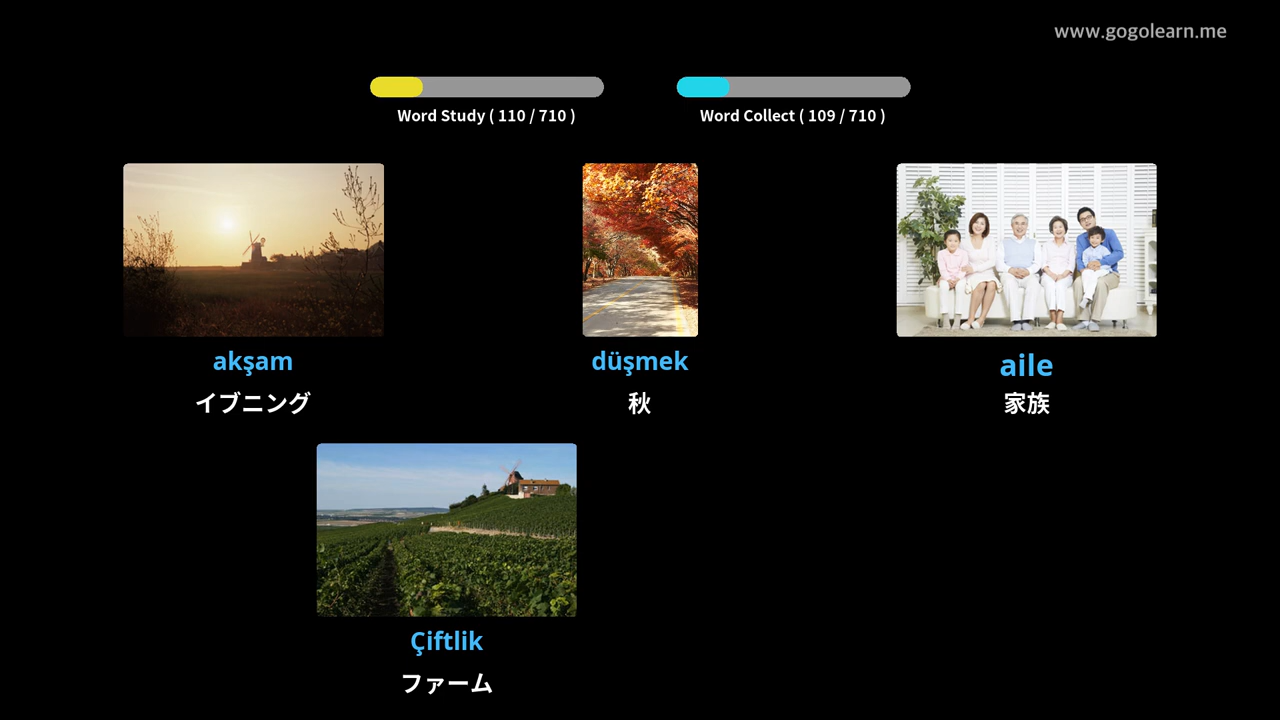 www.gogolearn.me
Word Study ( 110 / 710 )
Word Collect ( 109 / 710 )
akşam
イブニング
düşmek
秋
aile
家族
Çiftlik
ファーム